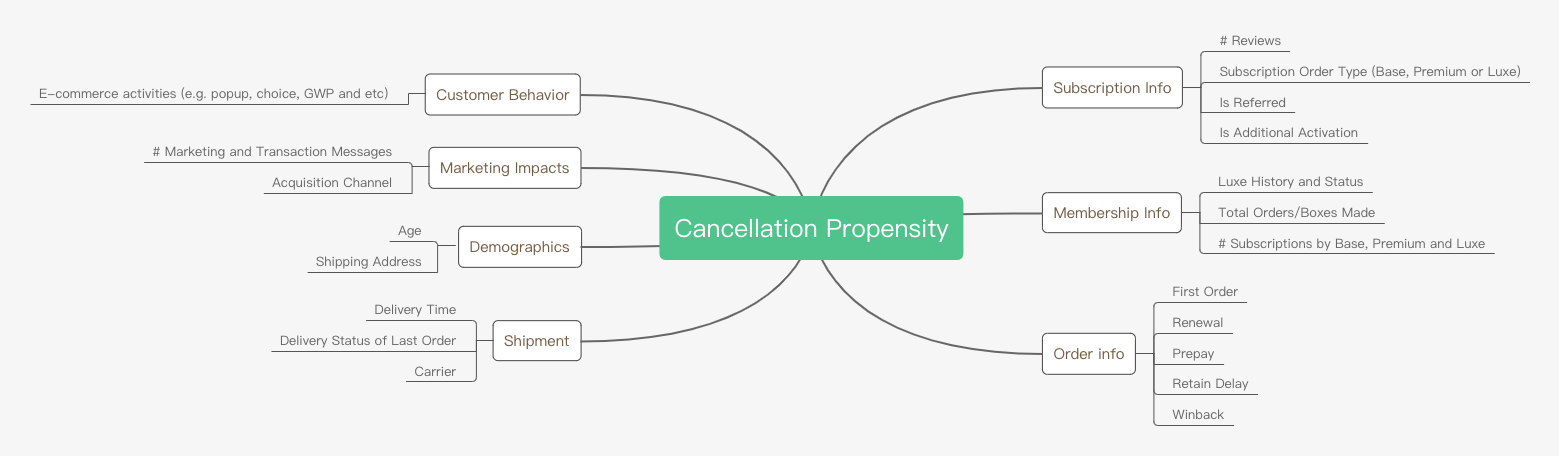 Cancellation Propensity
Customer Behavior
E-commerce activities (e.g. popup, choice, GWP and etc)
Marketing Impacts
# Marketing and Transaction Messages
Acquisition Channel
Demographics
Age
Shipping Address
Shipment
Delivery Time
Delivery Status of Last Order
Carrier
Subscription Info
# Reviews
Subscription Order Type (Base, Premium or Luxe)
Is Referred
Is Additional Activation
Membership Info
Luxe History and Status
Total Orders/Boxes Made
# Subscriptions by Base, Premium and Luxe
Order info
First Order
Renewal
Prepay
Retain Delay
Winback